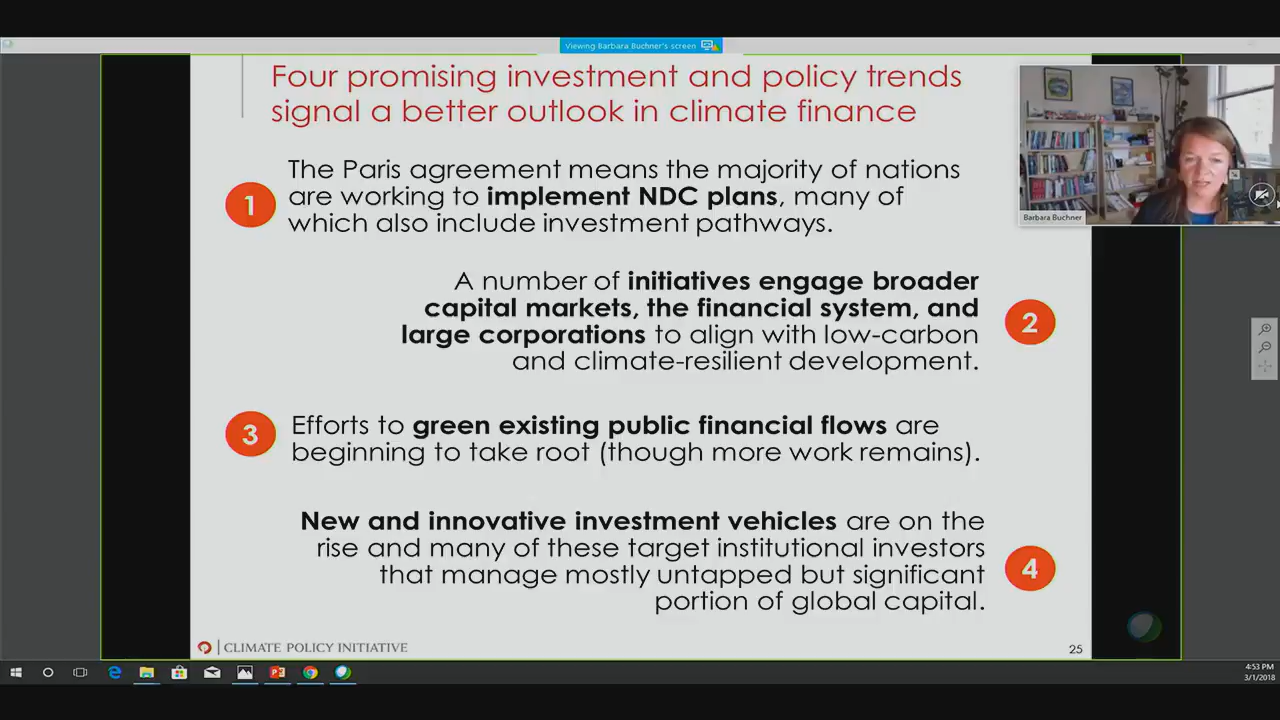 Viewing Barbara Buchner's screen
Four promising investment and policy trends
signal a better outlook in climate finance
1
The Paris agreement means the majority of nations
are working to implement NDC plans, many of
which also include investment pathways.
A number of initiatives engage broader
capital markets, the financial system, and
large corporations to align with low-carbon
and climate-resilient development.
2
3
Efforts to green existing public financial flows are
beginning to take root (though more work remains).
New and innovative investment vehicles are on the
rise and many of these target institutional investors
that manage mostly untapped but significant
portion of global capital.
4
Barbara Buchner
CLIMATE POLICY INITIATIVE
25
4:53 PM
3/1/2018